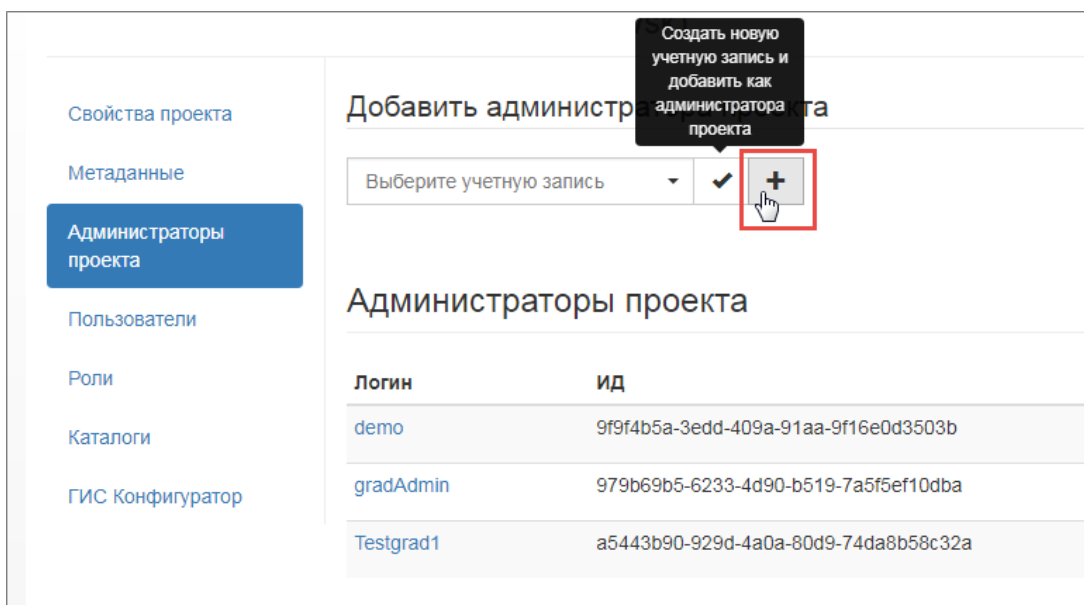 Создать новую
учетную запись и
добавить как
администратора
проекта
Свойства проекта
Метаданные
Администраторы
проекта
Пользователи
Роли
Каталоги
ГИС Конфигуратор
Добавить администратора проекта
Выберите учетную запись
Администраторы проекта
Логин ИД
demo 9f9f4b5a-3edd-409a-91aa-9f16e0d3503b
gradAdmin 979b69b5-6233-4d90-b519-7a5f5ef10dba
Testgrad1 a5443b90-929d-4a0a-80d9-74da8b58c32a